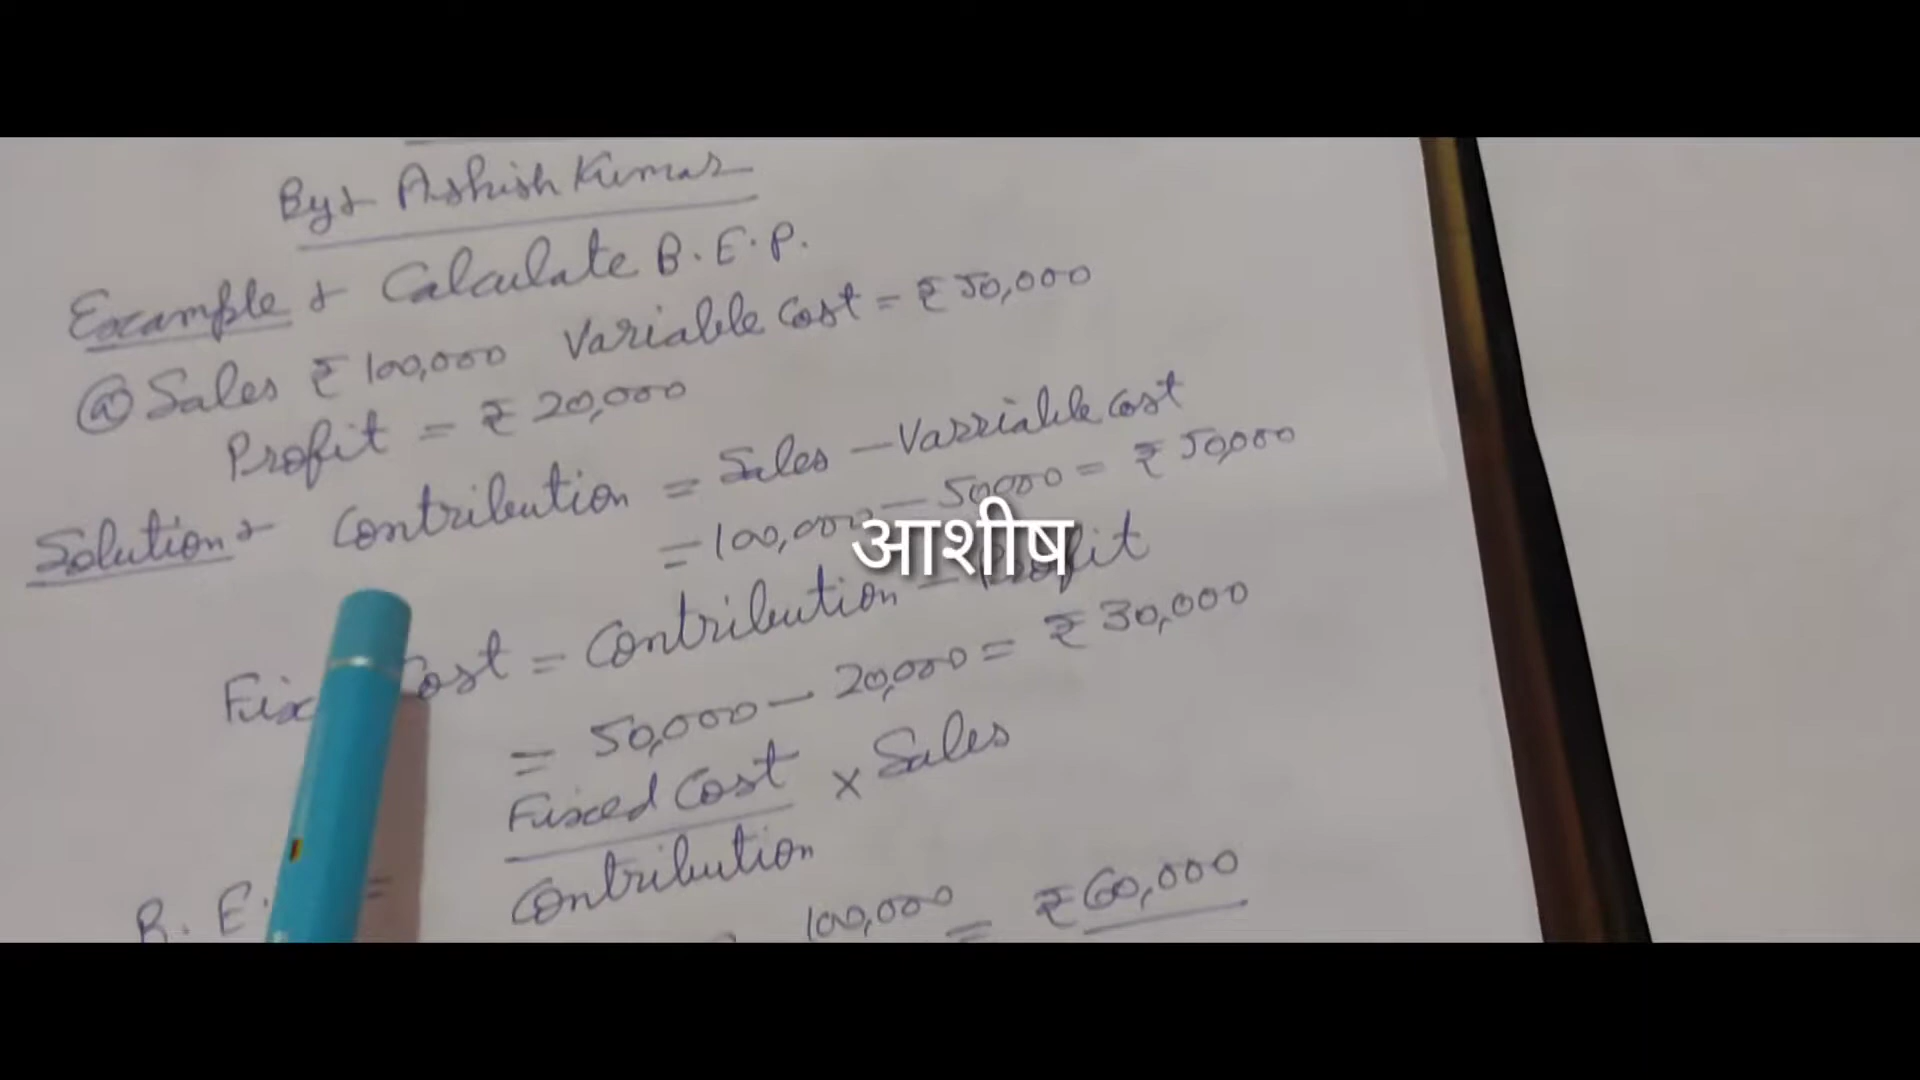 By:- Ashish Kumar
Example:- Calculate B.E.P.
@ Sales ₹ 100,000 Variable Cost = ₹ 50,000
Profit = ₹ 20,000
Solution:- Contribution = Sales - Varriable Cost
= 100,000 - 50,000 = ₹ 50,000
आशीष
Cost = Contribution - Profit
= 50,000 - 20,000 = ₹ 30,000
Fixed Cost × Sales
B. E. = Contribution
100,000 = ₹ 60,000